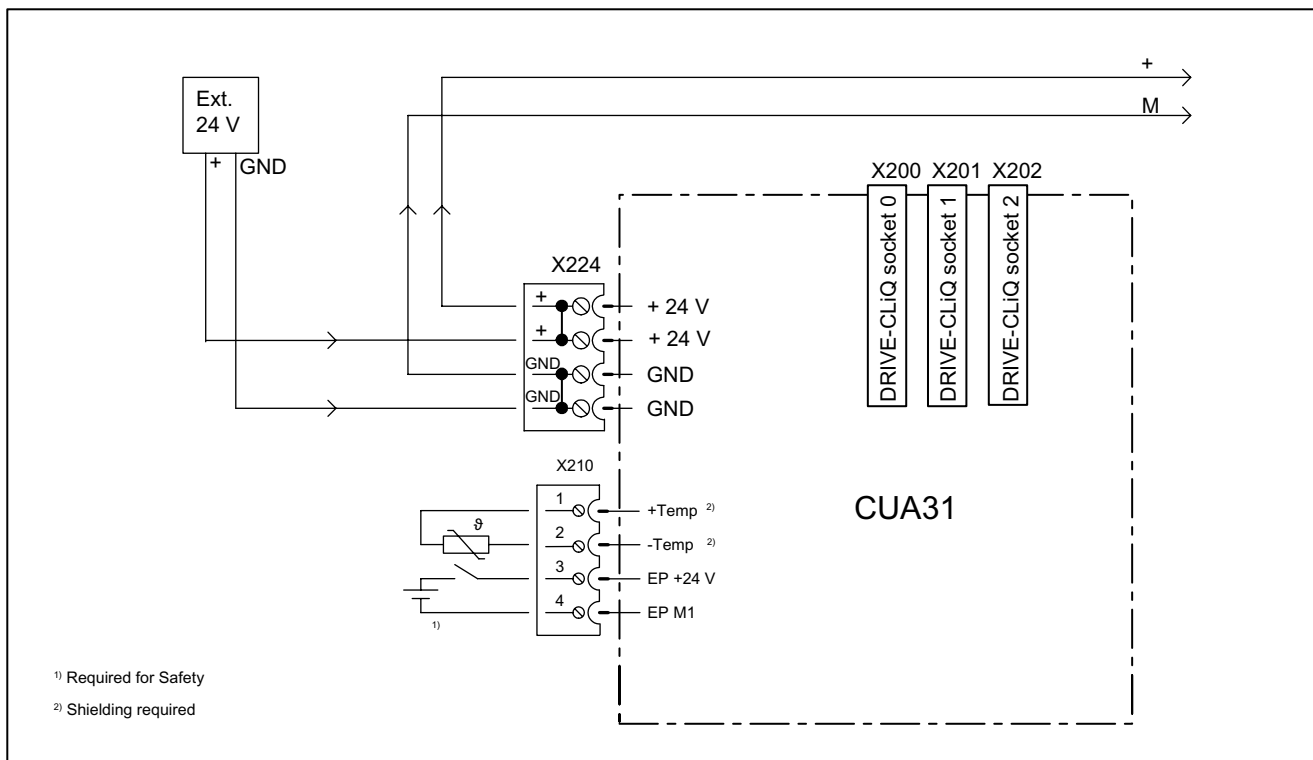 +
M
Ext.
24 V
+ GND
X200 X201 X202
DRIVE-CLiQ socket 0
DRIVE-CLiQ socket 1
DRIVE-CLiQ socket 2
X224
+ + 24 V
+ + 24 V
GND GND
GND GND
X210
1 +Temp 2)
ϑ
2 -Temp 2)
3 EP +24 V
4 EP M1
1)
CUA31
1) Required for Safety
2) Shielding required